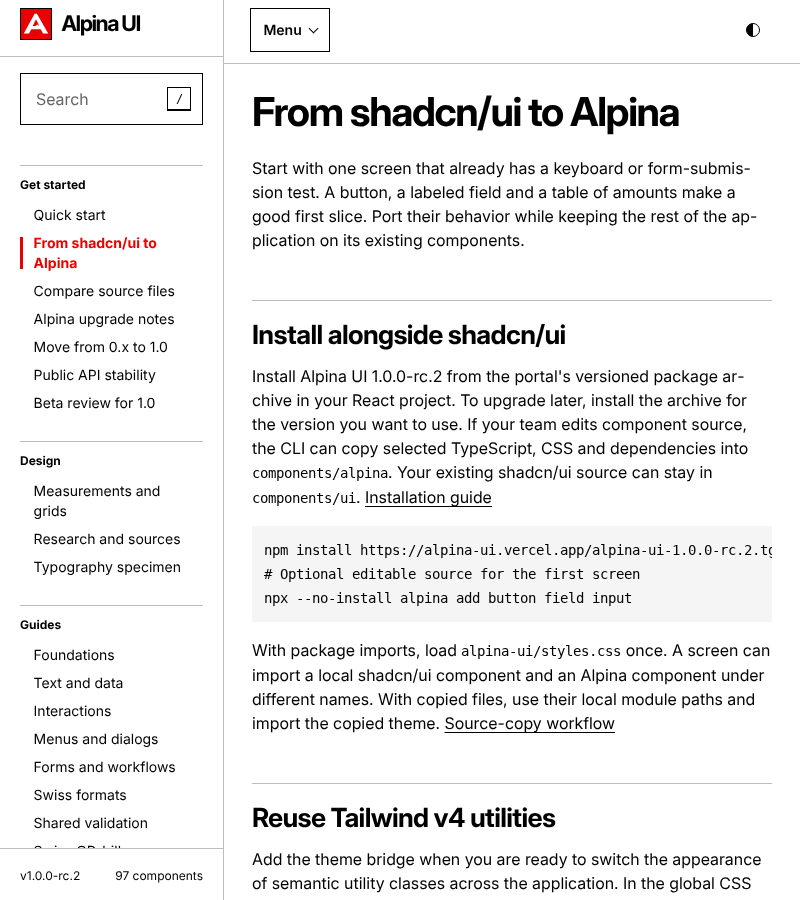 Alpina UI
Search /
Get started
Quick start
From shadcn/ui to
Alpina
Compare source files
Alpina upgrade notes
Move from 0.x to 1.0
Public API stability
Beta review for 1.0
Design
Measurements and
grids
Research and sources
Typography specimen
Guides
Foundations
Text and data
Interactions
Menus and dialogs
Forms and workflows
Swiss formats
Shared validation
v1.0.0-rc.2 97 components
Menu
From shadcn/ui to Alpina
Start with one screen that already has a keyboard or form-submis-
sion test. A button, a labeled field and a table of amounts make a
good first slice. Port their behavior while keeping the rest of the ap-
plication on its existing components.
Install alongside shadcn/ui
Install Alpina UI 1.0.0-rc.2 from the portal's versioned package ar-
chive in your React project. To upgrade later, install the archive for
the version you want to use. If your team edits component source,
the CLI can copy selected TypeScript, CSS and dependencies into
components/alpina. Your existing shadcn/ui source can stay in
components/ui. Installation guide
npm install https://alpina-ui.vercel.app/alpina-ui-1.0.0-rc.2.tg
# Optional editable source for the first screen
npx --no-install alpina add button field input
With package imports, load alpina-ui/styles.css once. A screen can
import a local shadcn/ui component and an Alpina component under
different names. With copied files, use their local module paths and
import the copied theme. Source-copy workflow
Reuse Tailwind v4 utilities
Add the theme bridge when you are ready to switch the appearance
of semantic utility classes across the application. In the global CSS